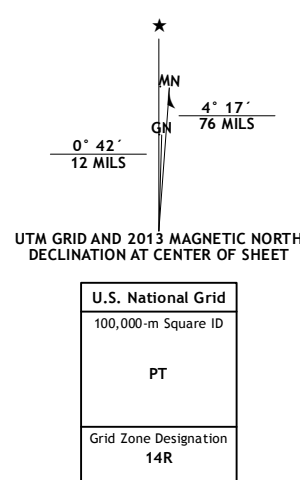 ★
MN
4° 17´
76 MILS
GN
0° 42´
12 MILS
UTM GRID AND 2013 MAGNETIC NORTH
DECLINATION AT CENTER OF SHEET
U.S. National Grid
100,000-m Square ID
PT
Grid Zone Designation
14R